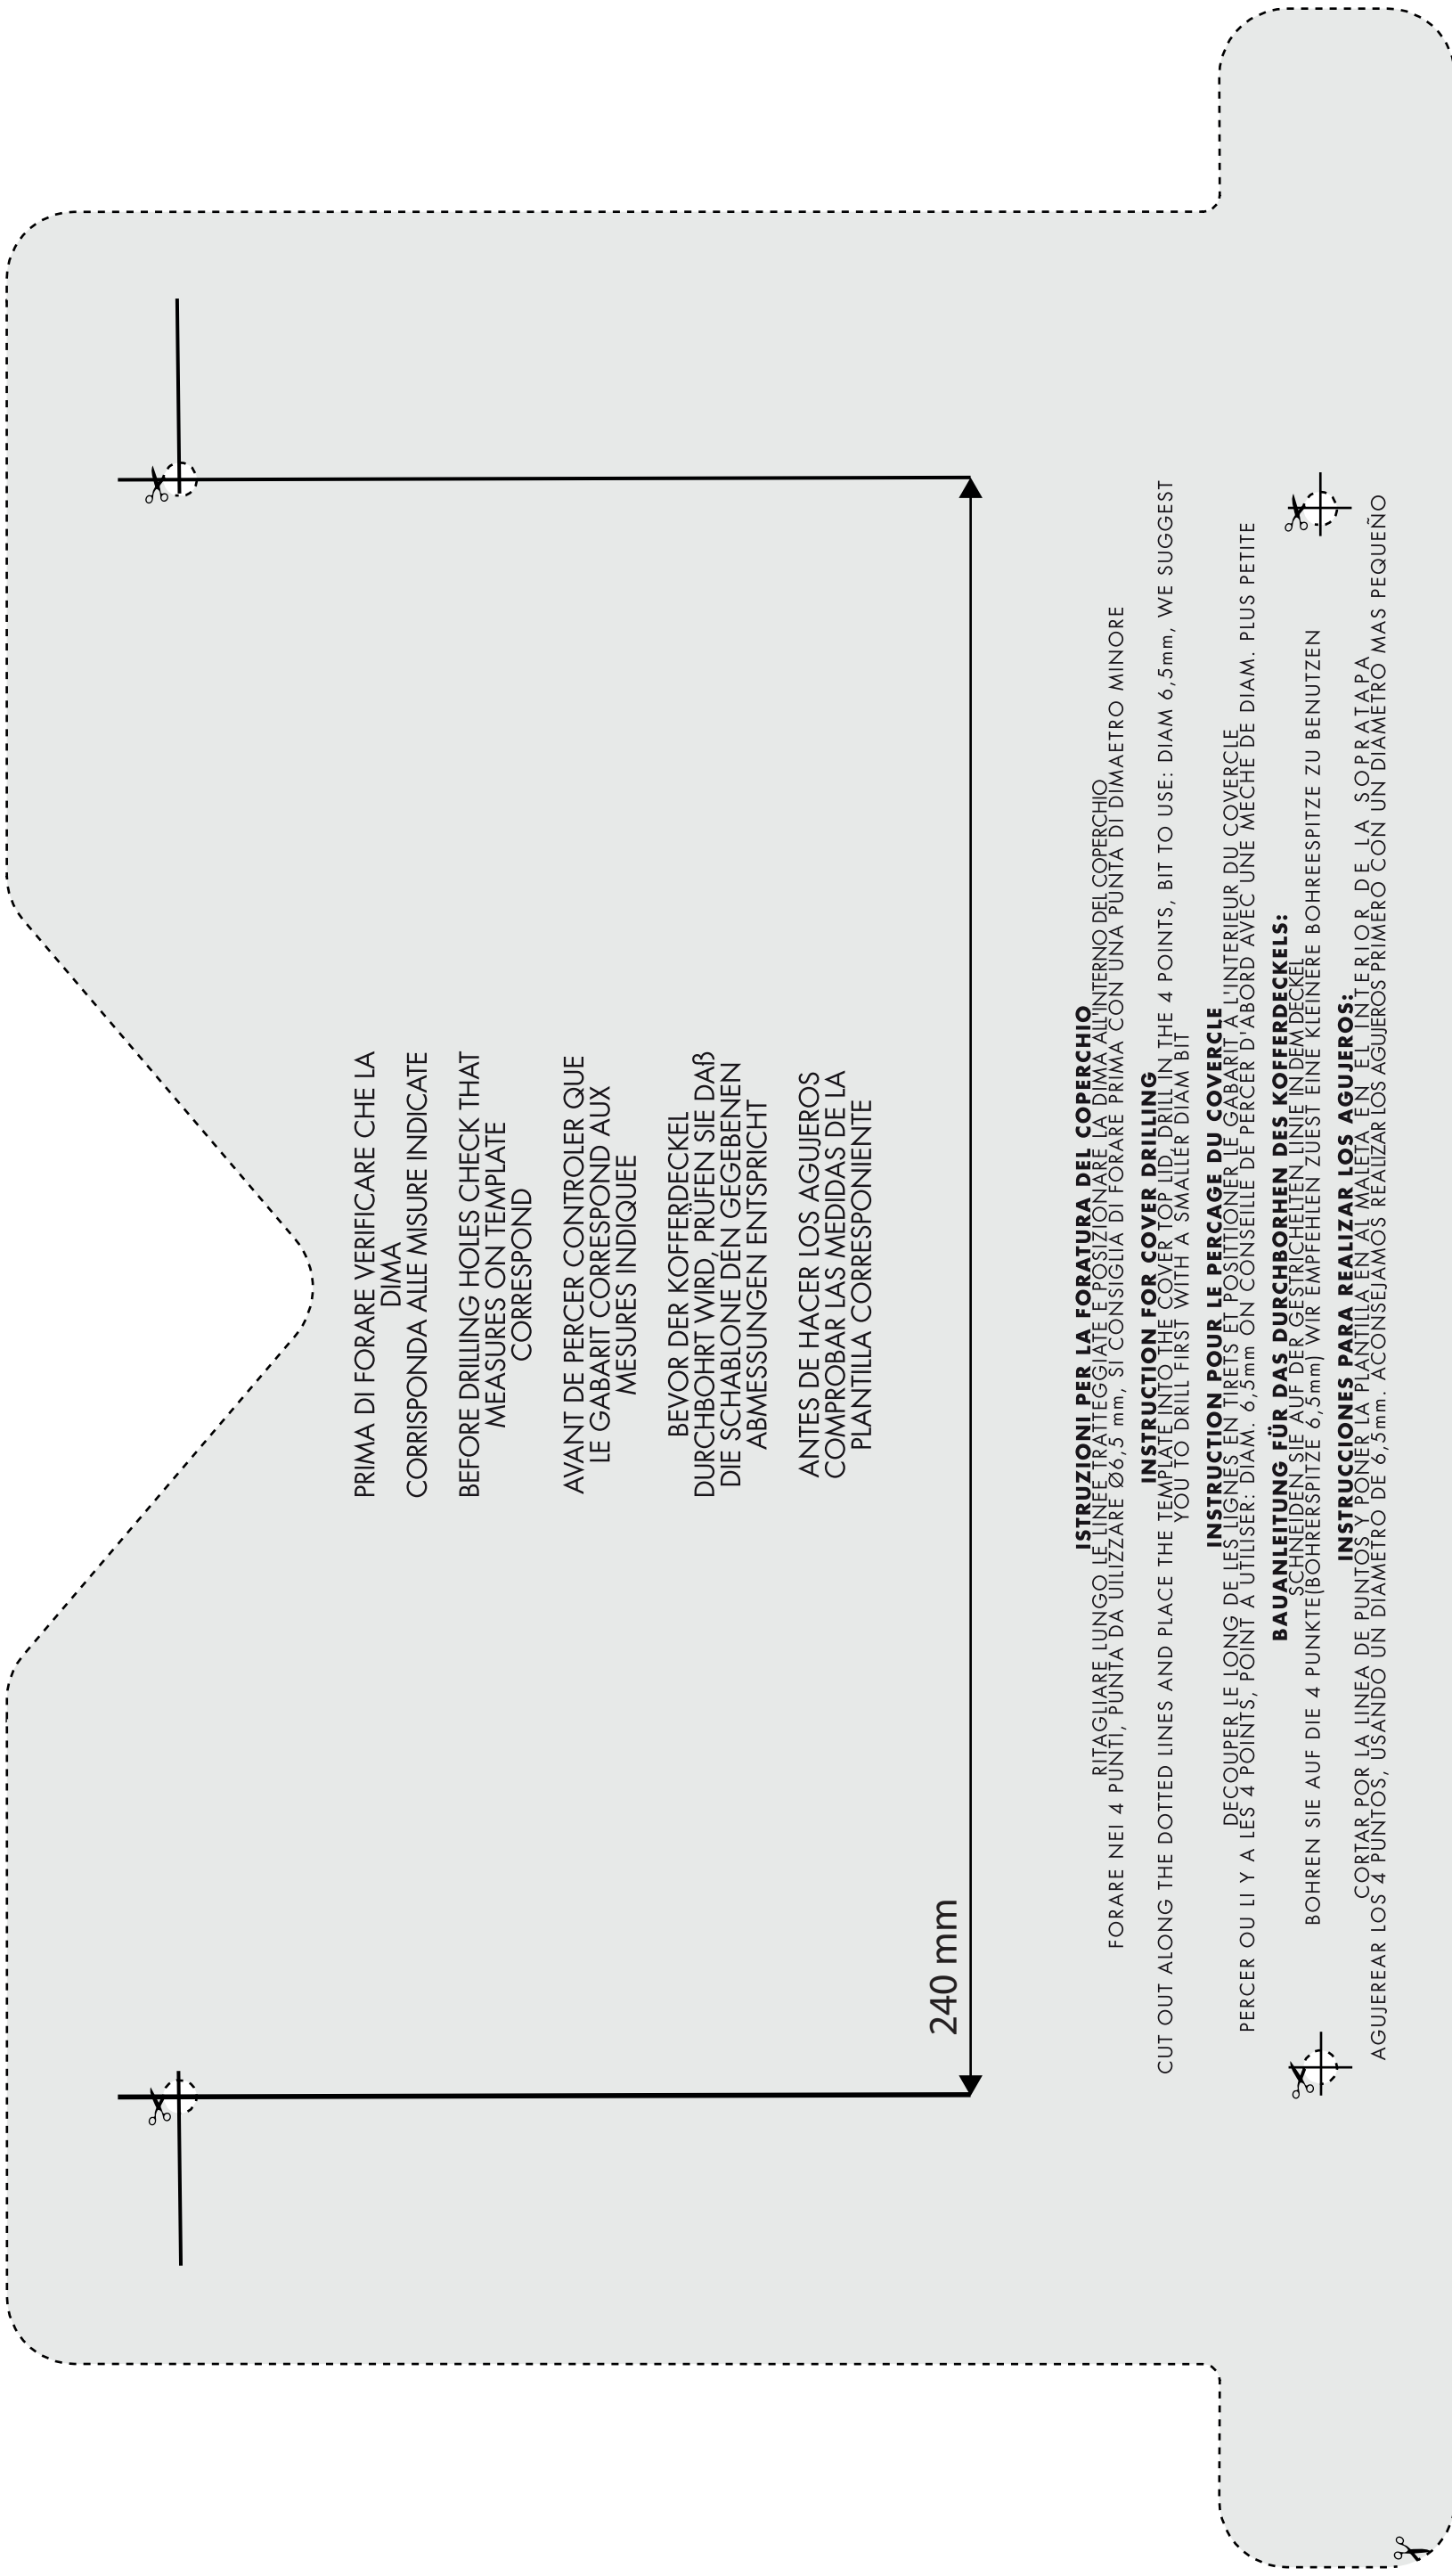 PRIMA DI FORARE VERIFICARE CHE LA
DIMA
CORRISPONDA ALLE MISURE INDICATE
BEFORE DRILLING HOLES CHECK THAT
MEASURES ON TEMPLATE
CORRESPOND
AVANT DE PERCER CONTROLER QUE
LE GABARIT CORRESPOND AUX
MESURES INDIQUEE
BEVOR DER KOFFERDECKEL
DURCHBOHRT WIRD, PRÜFEN SIE DAß
DIE SCHABLONE DEN GEGEBENEN
ABMESSUNGEN ENTSPRICHT
ANTES DE HACER LOS AGUJEROS
COMPROBAR LAS MEDIDAS DE LA
PLANTILLA CORRESPONIENTE
240 mm
ISTRUZIONI PER LA FORATURA DEL COPERCHIO
RITAGLIARE LUNGO LE LINEE TRATTEGGIATE E POSIZIONARE LA DIMA ALL'INTERNO DEL COPERCHIO
FORARE NEI 4 PUNTI, PUNTA DA UILIZZARE Ø6,5 mm, SI CONSIGLIA DI FORARE PRIMA CON UNA PUNTA DI DIMAETRO MINORE
INSTRUCTION FOR COVER DRILLING
CUT OUT ALONG THE DOTTED LINES AND PLACE THE TEMPLATE INTO THE COVER TOP LID, DRILL IN THE 4 POINTS, BIT TO USE: DIAM 6,5mm, WE SUGGEST
YOU TO DRILL FIRST WITH A SMALLER DIAM BIT
INSTRUCTION POUR LE PERCAGE DU COVERCLE
DECOUPER LE LONG DE LES LIGNES EN TIRETS ET POSITIONER LE GABARIT A L'INTERIEUR DU COVERCLE
PERCER OU LI Y A LES 4 POINTS, POINT A UTILISER: DIAM. 6,5mm ON CONSEILLE DE PERCER D'ABORD AVEC UNE MECHE DE DIAM. PLUS PETITE
BAUANLEITUNG FÜR DAS DURCHBORHEN DES KOFFERDECKELS:
SCHNEIDEN SIE AUF DER GESTRICHELTEN LINIE IN DEM DECKEL
BOHREN SIE AUF DIE 4 PUNKTE(BOHRERSPITZE 6,5mm) WIR EMPFEHLEN ZUEST EINE KLEINERE BOHREESPITZE ZU BENUTZEN
INSTRUCCIONES PARA REALIZAR LOS AGUJEROS:
CORTAR POR LA LINEA DE PUNTOS Y PONER LA PLANTILLA EN AL MALETA EN EL INTERIOR DE LA SOPRATAPA
AGUJEREAR LOS 4 PUNTOS, USANDO UN DIAMETRO DE 6,5mm. ACONSEJAMOS REALIZAR LOS AGUJEROS PRIMERO CON UN DIAMETRO MAS PEQUEÑO